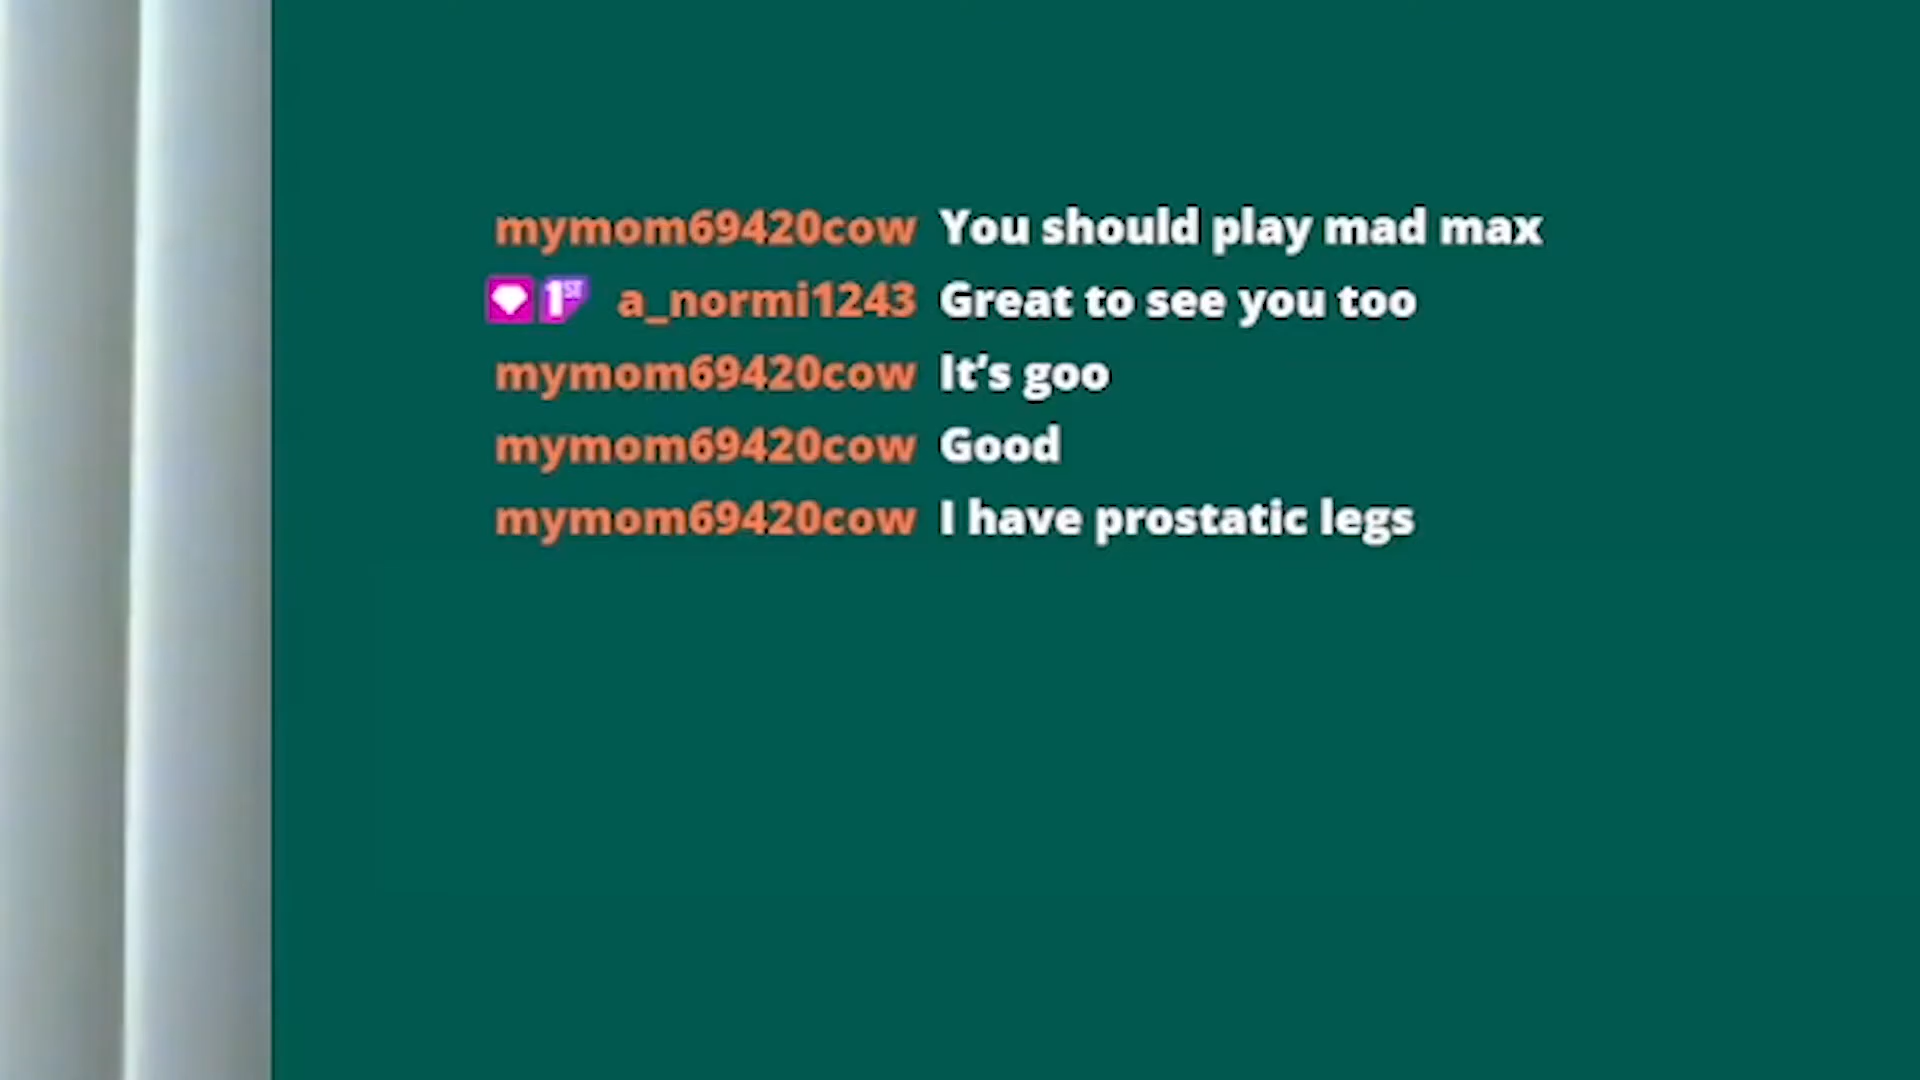 mymom69420cow You should play mad max
1ST a_normi1243 Great to see you too
mymom69420cow It's goo
mymom69420cow Good
mymom69420cow I have prostatic legs